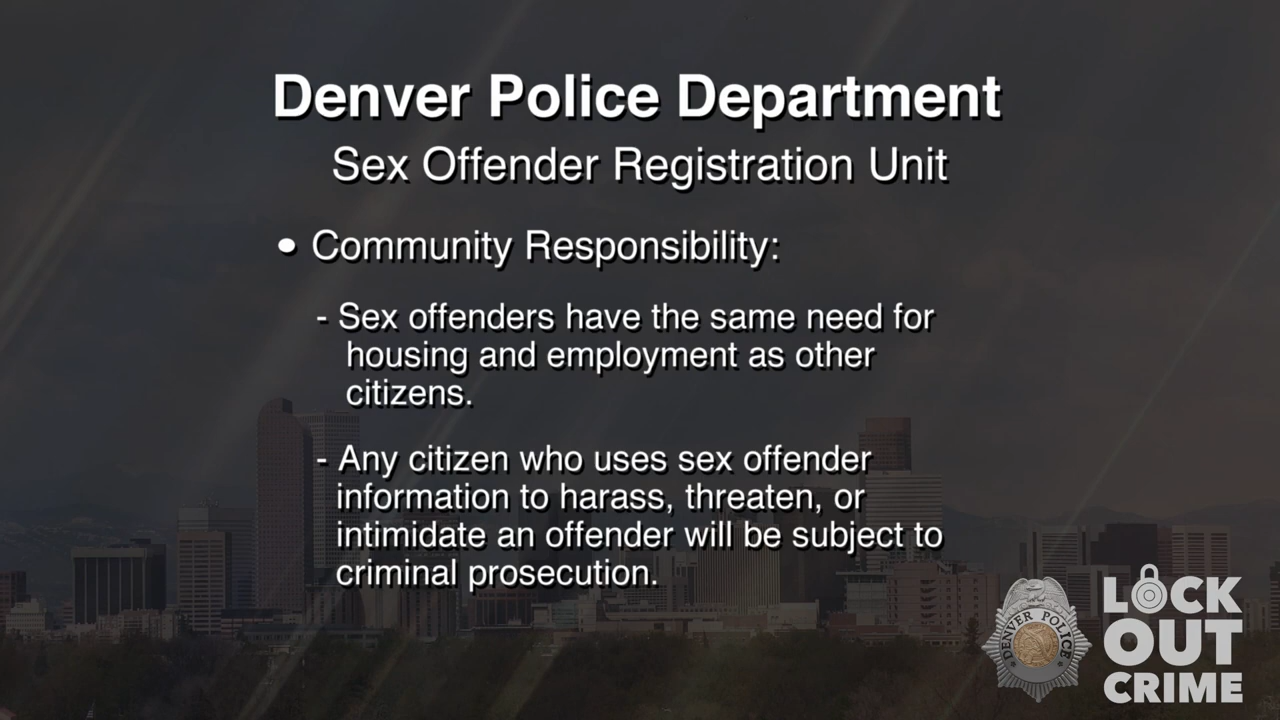 Denver Police Department
Sex Offender Registration Unit
• Community Responsibility:
- Sex offenders have the same need for
housing and employment as other
citizens.
- Any citizen who uses sex offender
information to harass, threaten, or
intimidate an offender will be subject to
criminal prosecution.
DENVER POLICE
LOCK
OUT
CRIME